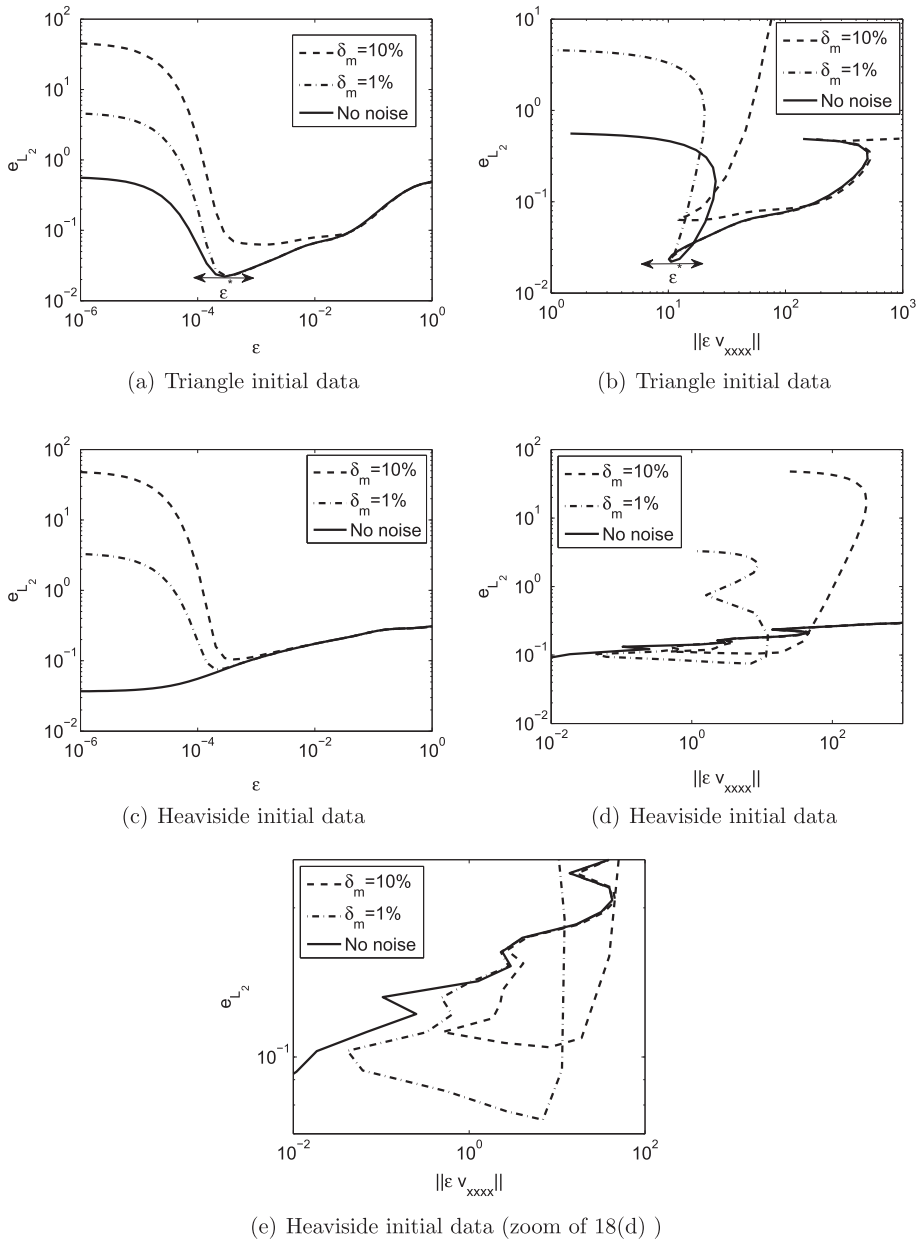 10^2
10^1
10^0
10^-1
10^-2
e_{L_2}
δ_m=10%
δ_m=1%
No noise
ε*
10^-6
10^-4
10^-2
10^0
ε
(a) Triangle initial data
10^1
10^0
10^-1
10^-2
e_{L_2}
δ_m=10%
δ_m=1%
No noise
ε*
10^0
10^1
10^2
10^3
||ε v_xxxx||
(b) Triangle initial data
10^2
10^1
10^0
10^-1
10^-2
e_{L_2}
δ_m=10%
δ_m=1%
No noise
10^-6
10^-4
10^-2
10^0
ε
(c) Heaviside initial data
10^2
10^1
10^0
10^-1
10^-2
e_{L_2}
δ_m=10%
δ_m=1%
No noise
10^-2
10^0
10^2
||ε v_xxxx||
(d) Heaviside initial data
e_{L_2}
10^-1
δ_m=10%
δ_m=1%
No noise
10^-2
10^0
10^2
||ε v_xxxx||
(e) Heaviside initial data (zoom of 18(d) )